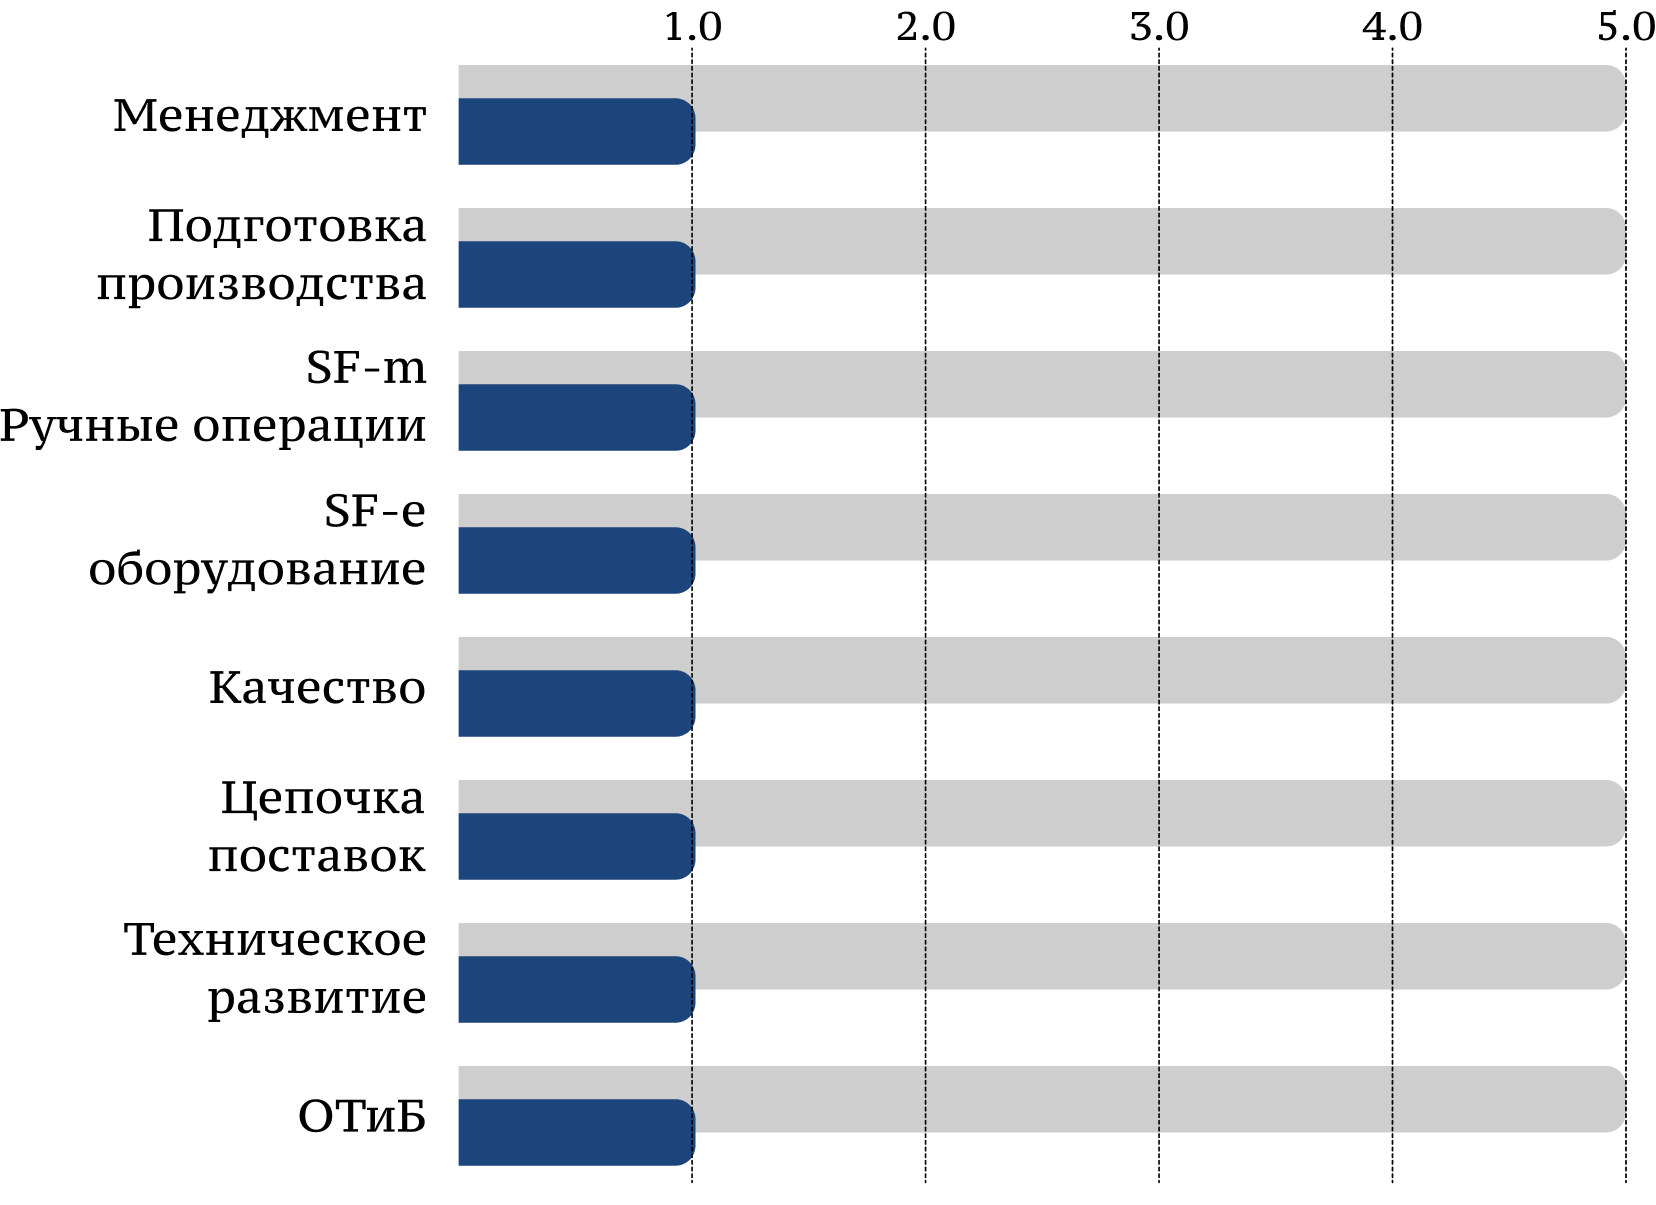 1.0 2.0 3.0 4.0 5.0
Менеджмент
Подготовка
производства
SF-m
Ручные операции
SF-e
оборудование
Качество
Цепочка
поставок
Техническое
развитие
ОТиБ